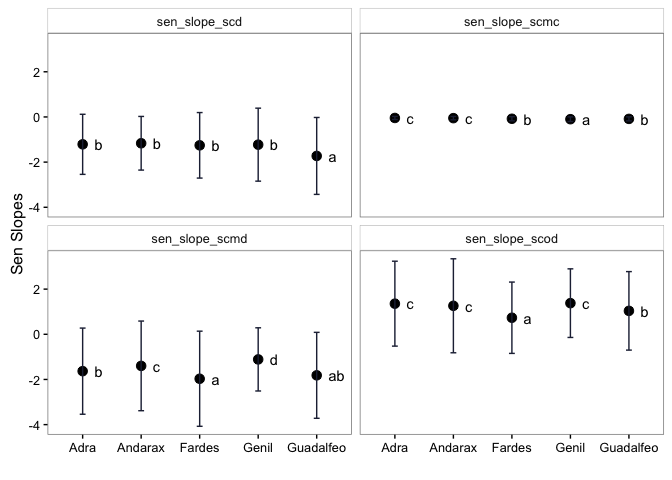 sen_slope_scd
sen_slope_scmc
2
0
-2
-4
b
b
b
b
a
c
c
b
a
b
Sen Slopes
sen_slope_scmd
sen_slope_scod
2
0
-2
-4
b
c
a
d
ab
c
c
a
c
b
Adra Andarax Fardes Genil Guadalfeo
Adra Andarax Fardes Genil Guadalfeo